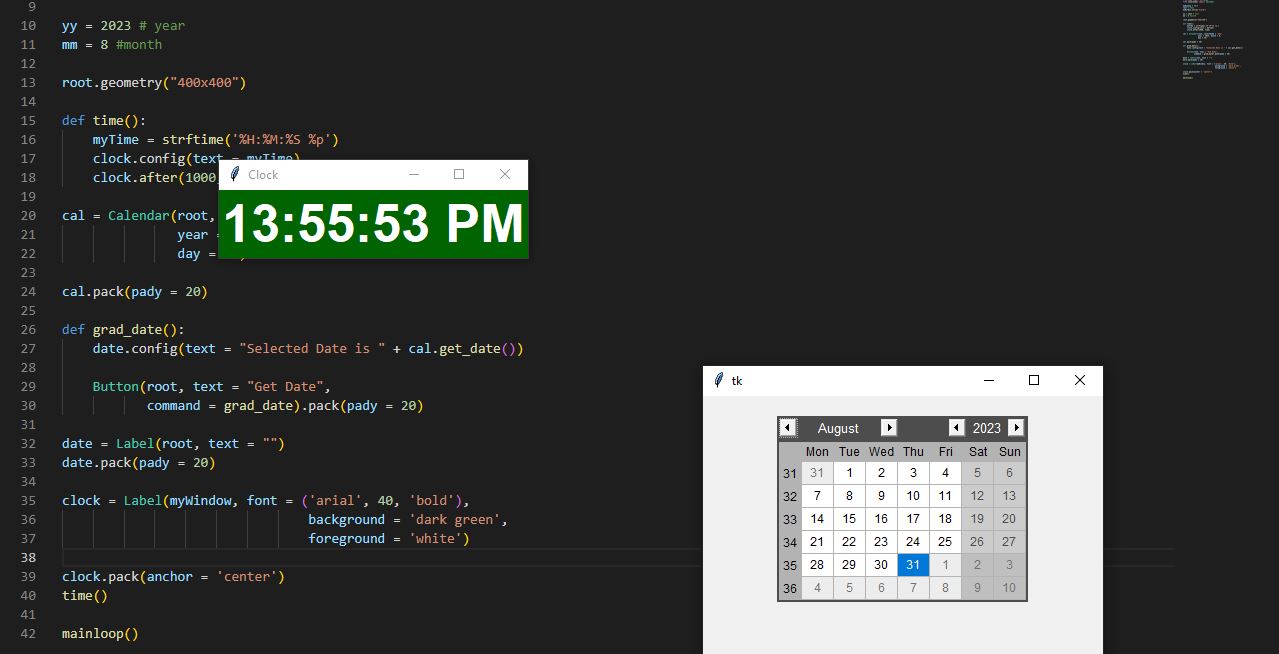 9
10 yy = 2023 # year
11 mm = 8 #month
12
13 root.geometry("400x400")
14
15 def time():
16 myTime = strftime('%H:%M:%S %p')
17 clock.config(text = myTime)
18 clock.after(1000
19
20 cal = Calendar(root,
21 year =
22 day =
23
24 cal.pack(pady = 20)
25
26 def grad_date():
27 date.config(text = "Selected Date is " + cal.get_date())
28
29 Button(root, text = "Get Date",
30 command = grad_date).pack(pady = 20)
31
32 date = Label(root, text = "")
33 date.pack(pady = 20)
34
35 clock = Label(myWindow, font = ('arial', 40, 'bold'),
36 background = 'dark green',
37 foreground = 'white')
38
39 clock.pack(anchor = 'center')
40 time()
41
42 mainloop()
Clock
13:55:53 PM
tk
August 2023
Mon Tue Wed Thu Fri Sat Sun
31 31 1 2 3 4 5 6
32 7 8 9 10 11 12 13
33 14 15 16 17 18 19 20
34 21 22 23 24 25 26 27
35 28 29 30 31 1 2 3
36 4 5 6 7 8 9 10